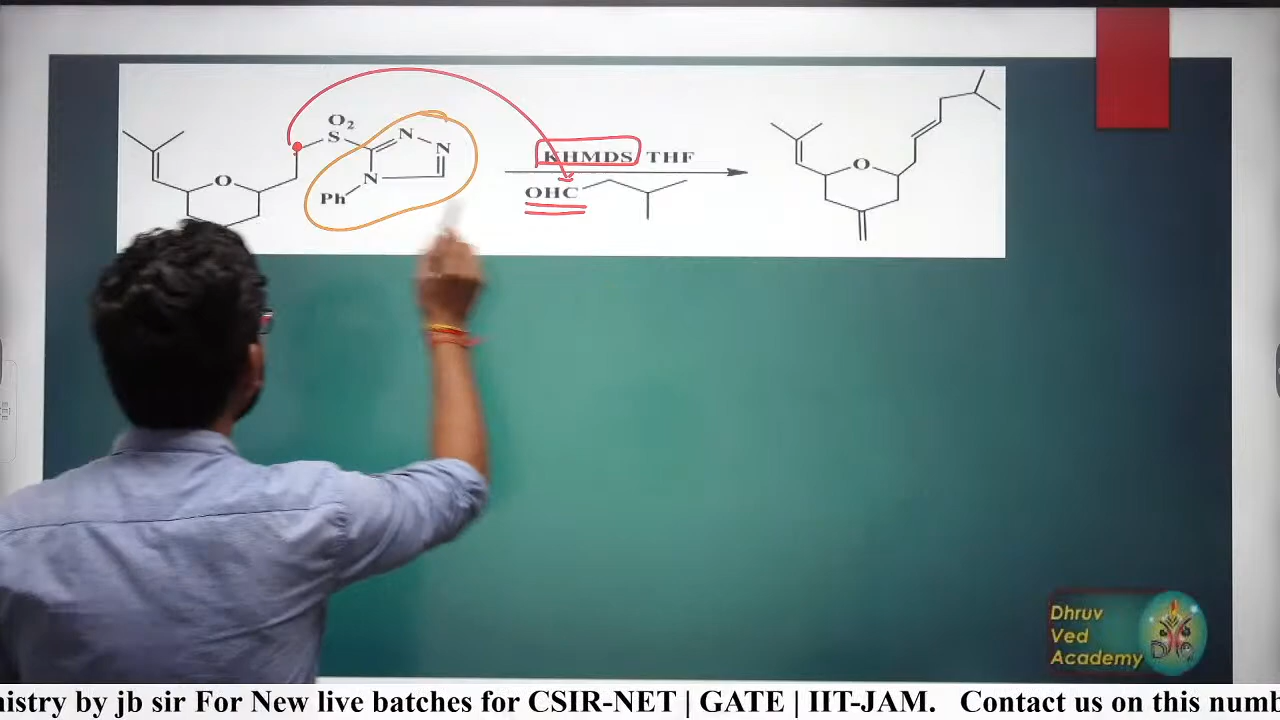 O2
S
N
N
N
Ph
O
KHMDS THF
OHC
O
Dhruv
Ved
Academy
nistry by jb sir For New live batches for CSIR-NET | GATE | IIT-JAM. Contact us on this numb